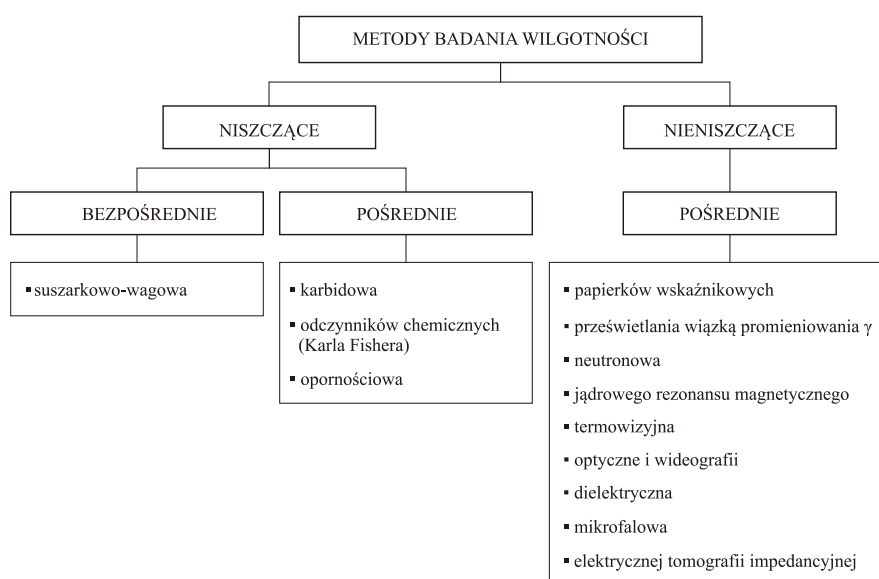 METODY BADANIA WILGOTNOŚCI
NISZCZĄCE
NIENISZCZĄCE
BEZPOŚREDNIE
POŚREDNIE
POŚREDNIE
▪ suszarkowo-wagowa
▪ karbidowa
▪ odczynników chemicznych
(Karla Fishera)
▪ opornościowa
▪ papierków wskaźnikowych
▪ prześwietlania wiązką promieniowania γ
▪ neutronowa
▪ jądrowego rezonansu magnetycznego
▪ termowizyjna
▪ optyczne i wideografii
▪ dielektryczna
▪ mikrofalowa
▪ elektrycznej tomografii impedancyjnej